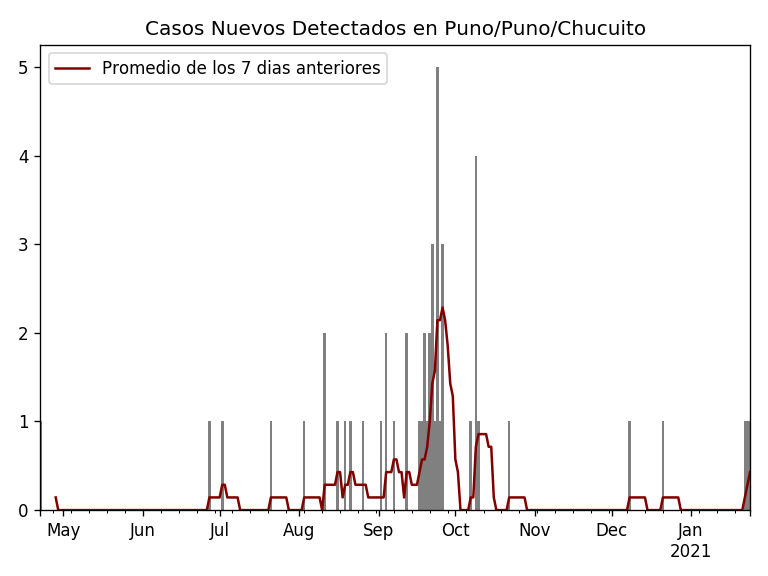 Casos Nuevos Detectados en Puno/Puno/Chucuito
Promedio de los 7 dias anteriores
5
4
3
2
1
0
May Jun Jul Aug Sep Oct Nov Dec Jan
2021